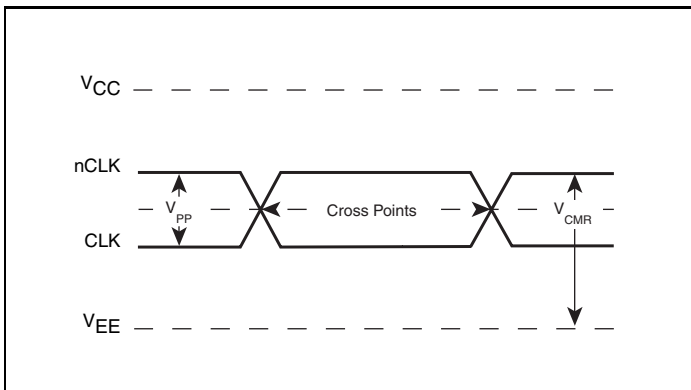 VCC
nCLK
VPP
Cross Points
VCMR
CLK
VEE